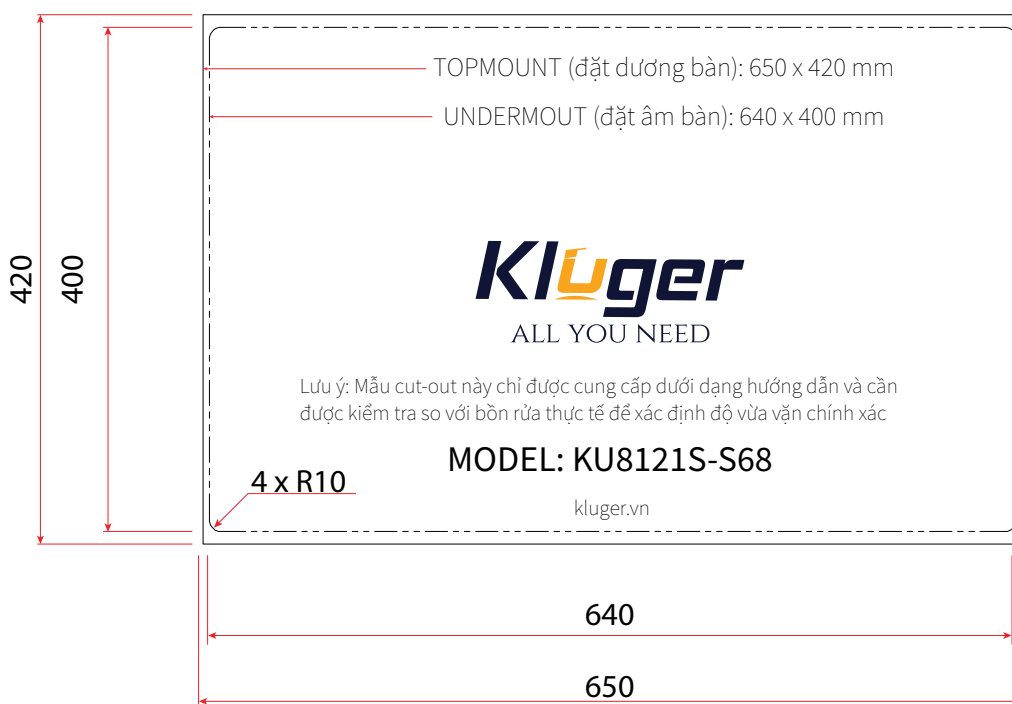 TOPMOUNT (đặt dương bàn): 650 x 420 mm
UNDERMOUT (đặt âm bàn): 640 x 400 mm
420
400
Kluger
ALL YOU NEED
Lưu ý: Mẫu cut-out này chỉ được cung cấp dưới dạng hướng dẫn và cần
được kiểm tra so với bồn rửa thực tế để xác định độ vừa vặn chính xác
MODEL: KU8121S-S68
4 x R10
kluger.vn
640
650